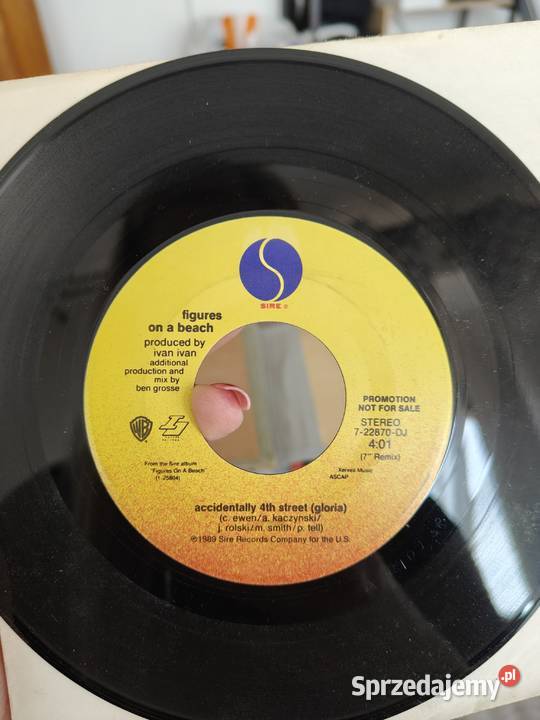 SIRE
figures
on a beach
produced by
ivan ivan
additional
production and
mix by
ben grosse
WB
From the Sire album
"Figures On A Beach"
(1-25804)
PROMOTION
NOT FOR SALE
STEREO
7-22870-DJ
4:01
(7" Remix)
Xerxes Music
ASCAP
accidentally 4th street (gloria)
(c. ewen/a. kaczynski/
j. rolski/m. smith/p. tell)
℗1989 Sire Records Company for the U.S.
Sprzedajemy.pl